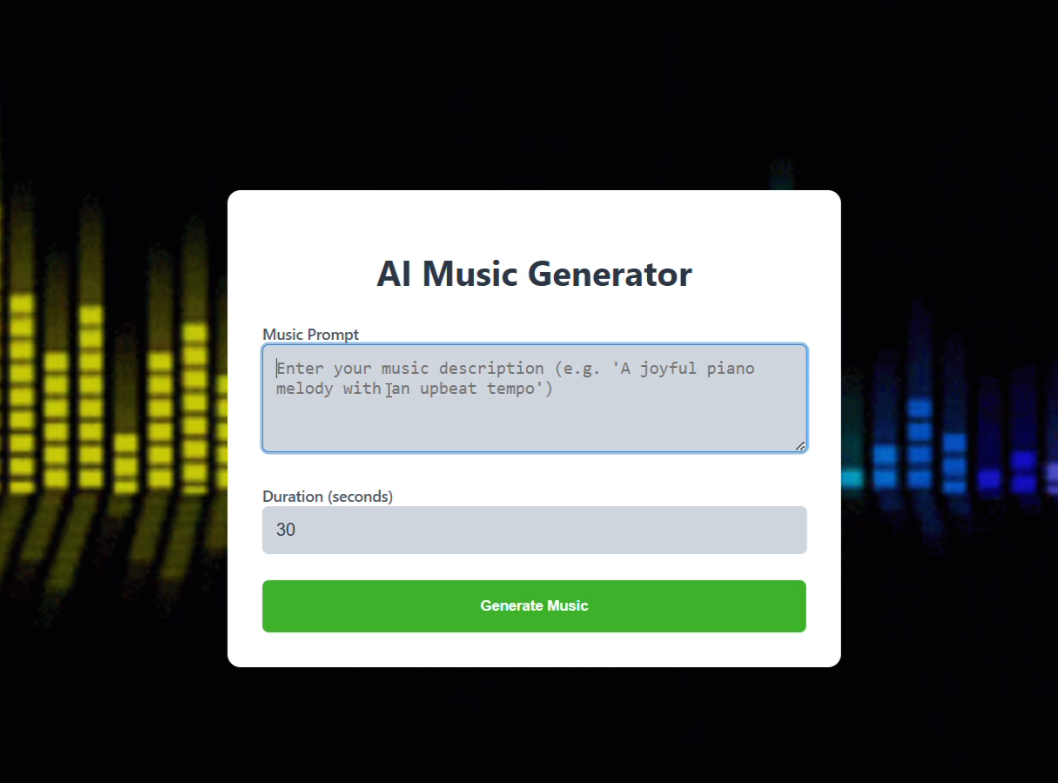 AI Music Generator
Music Prompt
Enter your music description (e.g. 'A joyful piano
melody with an upbeat tempo')
Duration (seconds)
30
Generate Music